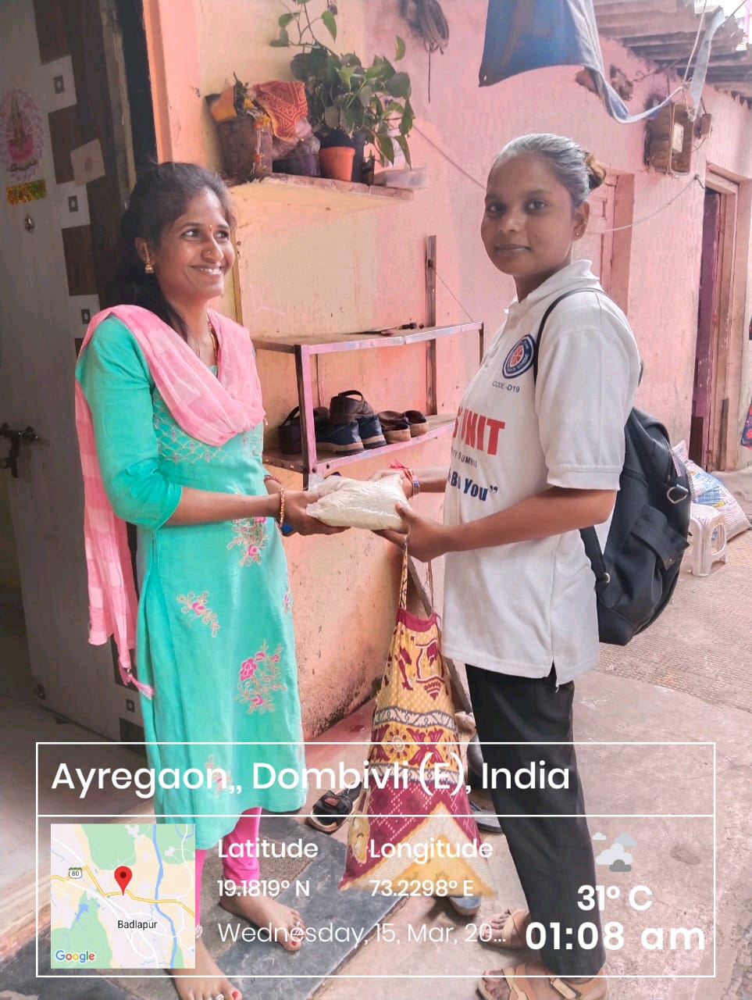 CODE-D19
UNIT
You"
Ayregaon,, Dombivli (E), India
80
Badlapur
Google
Latitude
19.1819° N
Longitude
73.2298° E
Wednesday, 15, Mar, 20...
31° C
01:08 am